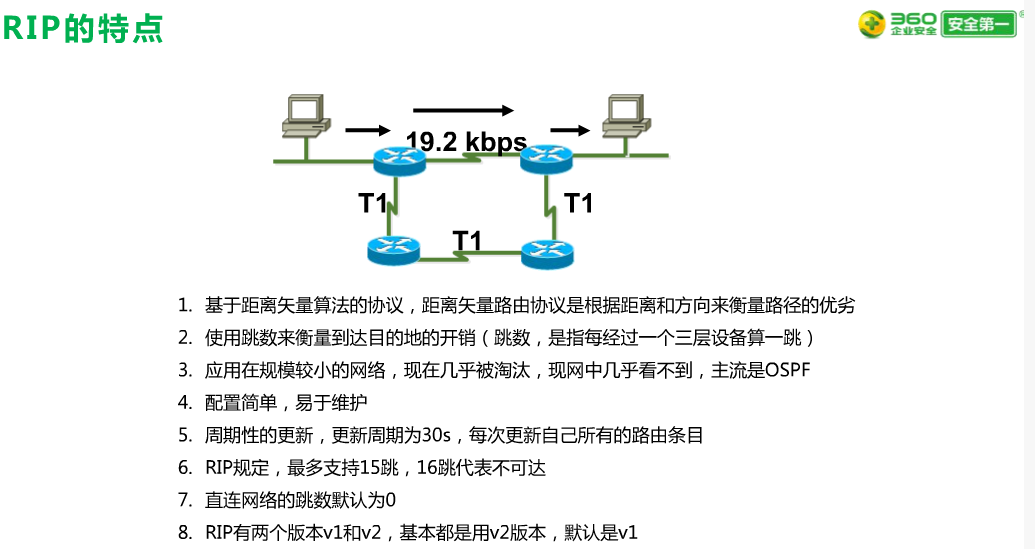 RIP的特点
360
企业安全
安全第一
19.2 kbps
T1
T1
T1
1. 基于距离矢量算法的协议，距离矢量路由协议是根据距离和方向来衡量路径的优劣
2. 使用跳数来衡量到达目的地的开销（跳数，是指每经过一个三层设备算一跳）
3. 应用在规模较小的网络，现在几乎被淘汰，现网中几乎看不到，主流是OSPF
4. 配置简单，易于维护
5. 周期性的更新，更新周期为30s，每次更新自己所有的路由条目
6. RIP规定，最多支持15跳，16跳代表不可达
7. 直连网络的跳数默认为0
8. RIP有两个版本v1和v2，基本都是用v2版本，默认是v1